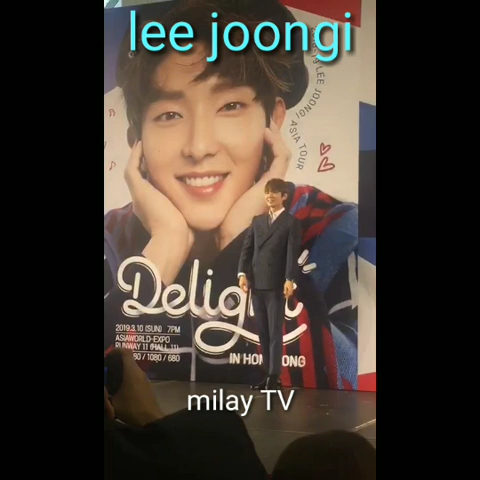 lee joongi
LEE JOONGI ASIA TOUR
Delight
2019.3.10 (SUN) 7PM
ASIAWORLD-EXPO
RUNWAY 11 (HALL 11)
/ 1080 / 680
IN HONG KONG
milay TV